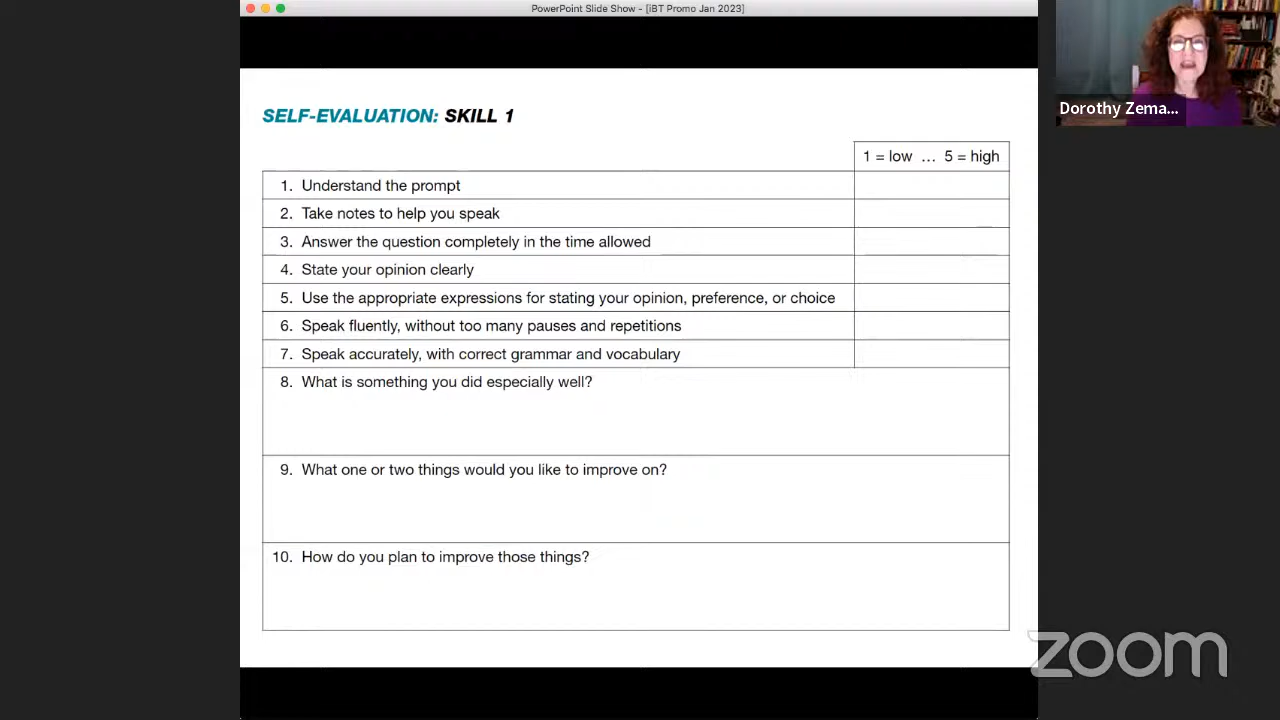 PowerPoint Slide Show - [iBT Promo Jan 2023]
Dorothy Zema...
SELF-EVALUATION: SKILL 1
1 = low ... 5 = high
1. Understand the prompt
2. Take notes to help you speak
3. Answer the question completely in the time allowed
4. State your opinion clearly
5. Use the appropriate expressions for stating your opinion, preference, or choice
6. Speak fluently, without too many pauses and repetitions
7. Speak accurately, with correct grammar and vocabulary
8. What is something you did especially well?
9. What one or two things would you like to improve on?
10. How do you plan to improve those things?
zoom